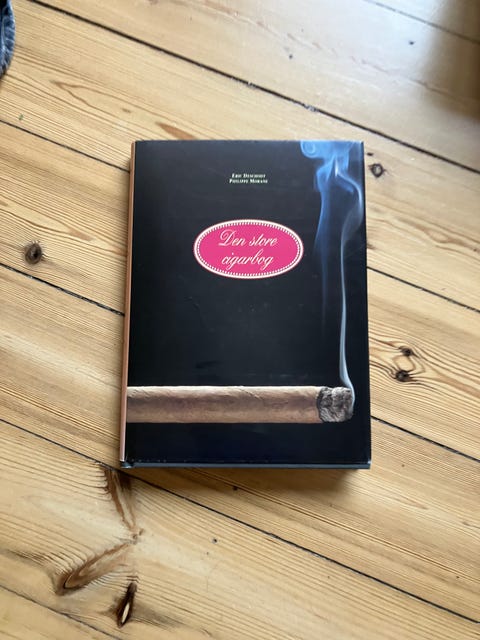 ERIC DESCHODT
PHILIPPE MORANE
Den store
cigarbog